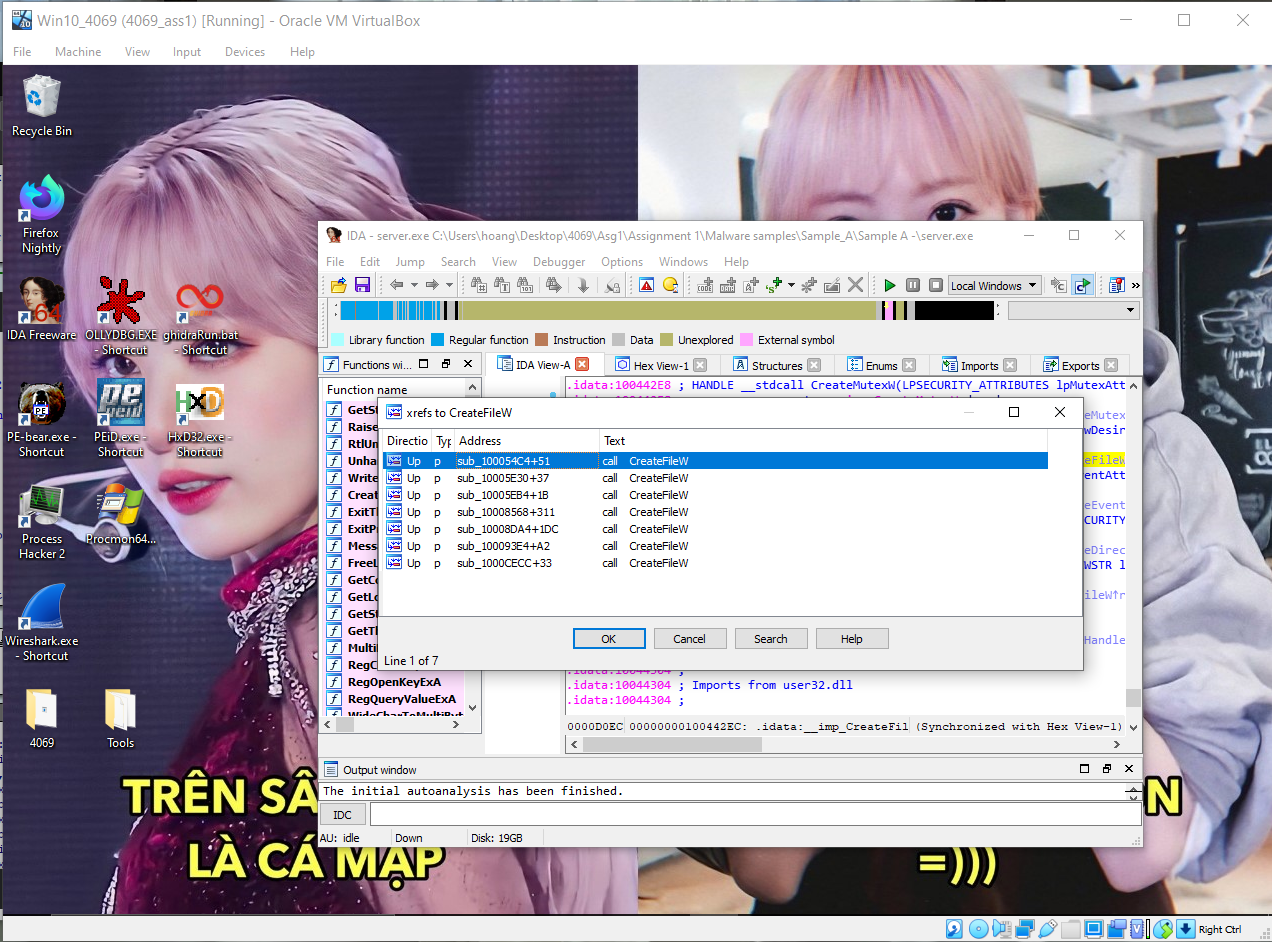 Win10_4069 (4069_ass1) [Running] - Oracle VM VirtualBox
File Machine View Input Devices Help
Recycle Bin
Firefox
Nightly
IDA Freeware
OLLYDBG.EXE
- Shortcut
ghidraRun.bat
- Shortcut
PE-bear.exe -
Shortcut
PEiD.exe -
Shortcut
HxD32.exe -
Shortcut
Process
Hacker 2
Procmon64...
Wireshark.exe
- Shortcut
4069
Tools
TRÊN SÂ
LÀ CÁ MẬP
N
=)))
IDA - server.exe C:\Users\hoang\Desktop\4069\Asg1\Assignment 1\Malware samples\Sample_A\Sample A -\server.exe
File Edit Jump Search View Debugger Options Windows Help
Local Windows
Library function Regular function Instruction Data Unexplored External symbol
Functions wi...
IDA View-A Hex View-1 Structures Enums Imports Exports
Function name
GetSt
Raise
RtlUn
Unha
Write
Creat
ExitTh
ExitPr
Mess
FreeL
GetCo
GetLo
GetSt
GetTh
Multi
RegC
RegOpenKeyExA
RegQueryValueExA
WideCharToMultiByt
.idata:100442E8 ; HANDLE __stdcall CreateMutexW(LPSECURITY_ATTRIBUTES lpMutexAtt
eMutex
wDesir
eFileW
entAtt
eEvent
CURITY
eDirec
WSTR l
ileW↑r
Handle
xrefs to CreateFileW
Directio Typ Address Text
Up p sub_100054C4+51 call CreateFileW
Up p sub_10005E30+37 call CreateFileW
Up p sub_10005EB4+1B call CreateFileW
Up p sub_10008568+311 call CreateFileW
Up p sub_10008DA4+1DC call CreateFileW
Up p sub_100093E4+A2 call CreateFileW
Up p sub_1000CECC+33 call CreateFileW
OK Cancel Search Help
Line 1 of 7
.idata:10044304 ;
.idata:10044304 ; Imports from user32.dll
.idata:10044304 ;
0000D0EC 00000000100442EC: .idata:__imp_CreateFil (Synchronized with Hex View-1)
Output window
The initial autoanalysis has been finished.
IDC
AU: idle Down Disk: 19GB
Right Ctrl